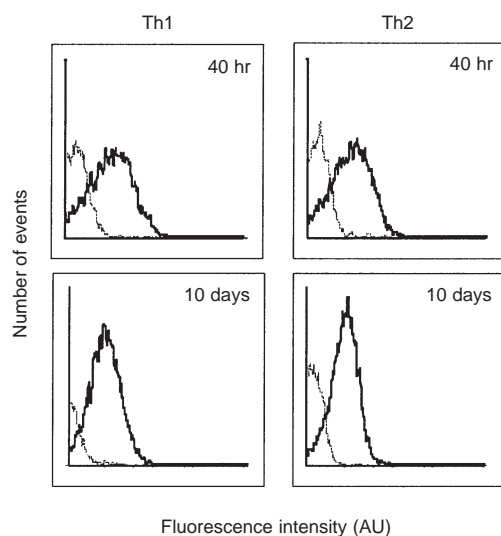 Th1
Th2
40 hr
40 hr
10 days
10 days
Number of events
Fluorescence intensity (AU)